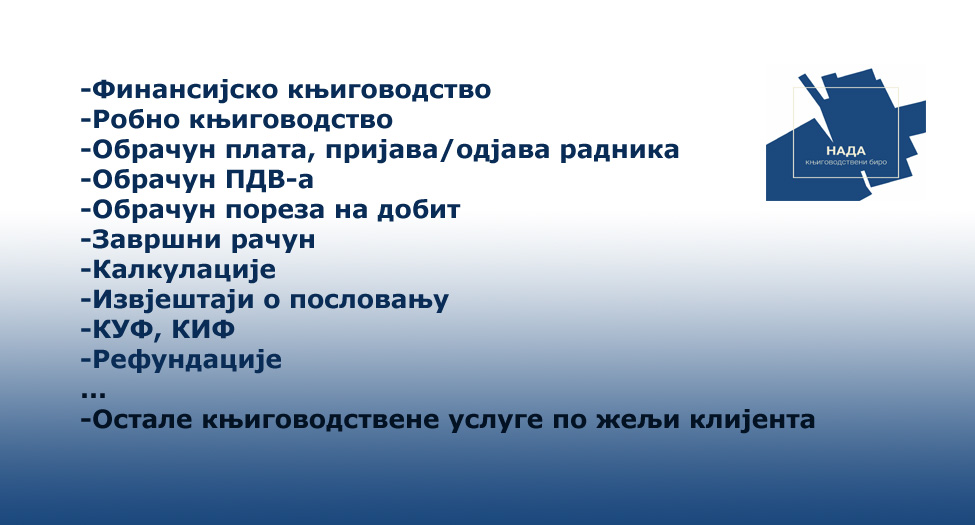 -Финансијско књиговодство
-Робно књиговодство
-Обрачун плата, пријава/одјава радника
-Обрачун ПДВ-а
-Обрачун пореза на добит
-Завршни рачун
-Калкулације
-Извјештаји о пословању
-КУФ, КИФ
-Рефундације
...
-Остале књиговодствене услуге по жељи клијента
НАДА
књиговодствени биро